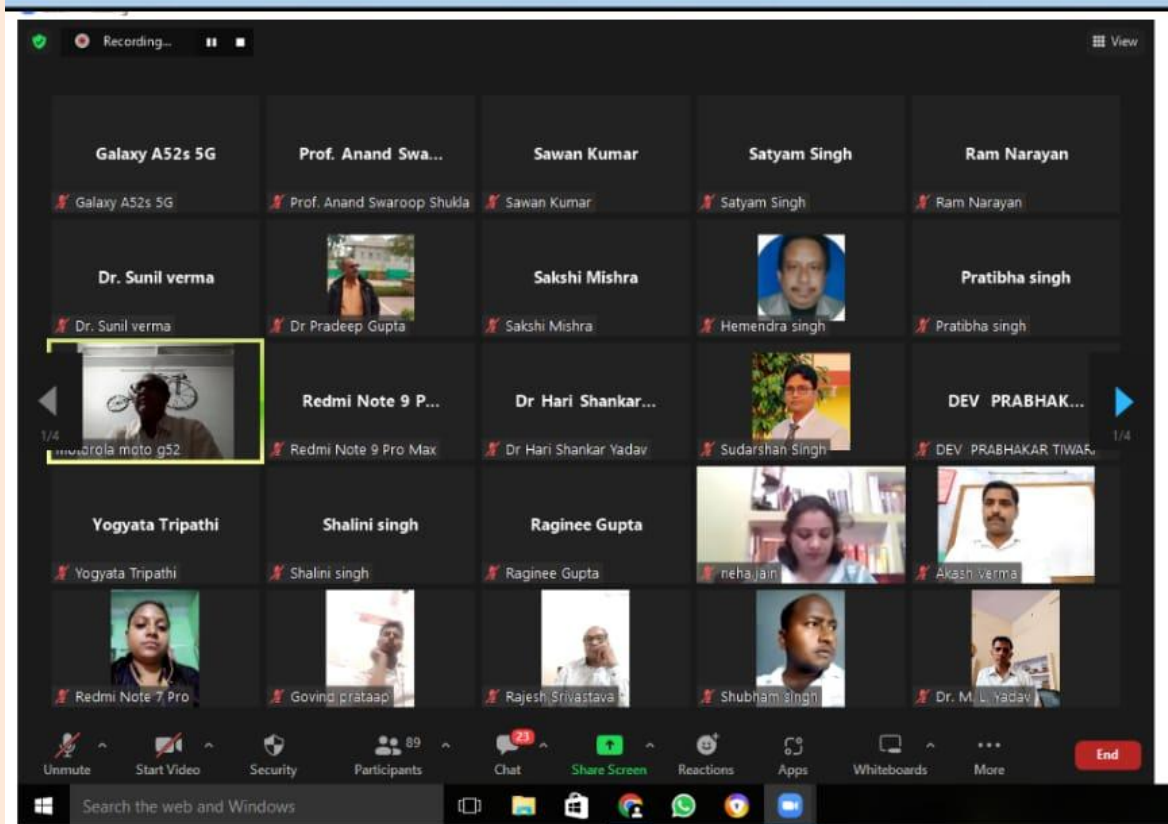 Recording...
View
Galaxy A52s 5G
Prof. Anand Swa...
Sawan Kumar
Satyam Singh
Ram Narayan
Galaxy A52s 5G
Prof. Anand Swaroop Shukla
Sawan Kumar
Satyam Singh
Ram Narayan
Dr. Sunil verma
Sakshi Mishra
Pratibha singh
Dr. Sunil verma
Dr Pradeep Gupta
Sakshi Mishra
Hemendra singh
Pratibha singh
Redmi Note 9 P...
Dr Hari Shankar...
DEV PRABHAK...
1/4
1/4
motorola moto g52
Redmi Note 9 Pro Max
Dr Hari Shankar Yadav
Sudarshan Singh
DEV PRABHAKAR TIWARI
Yogyata Tripathi
Shalini singh
Raginee Gupta
Yogyata Tripathi
Shalini singh
Raginee Gupta
neha jain
Akash Verma
Redmi Note 7 Pro
Govind prataap
Rajesh Srivastava
Shubham singh
Dr. M. L. Yadav
89
23
Unmute
Start Video
Security
Participants
Chat
Share Screen
Reactions
Apps
Whiteboards
More
End
Search the web and Windows